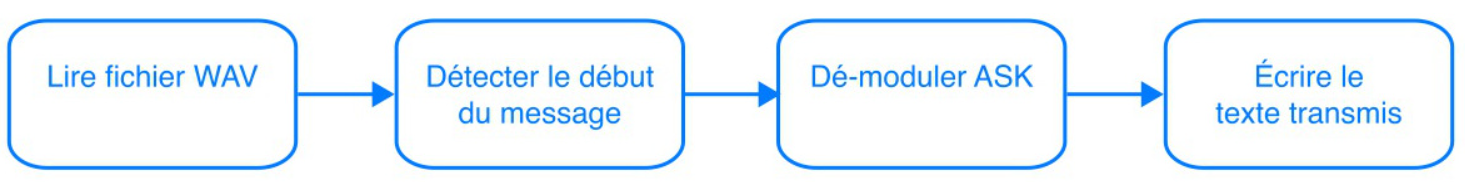 Lire fichier WAV
Détecter le début
du message
Dé-moduler ASK
Écrire le
texte transmis